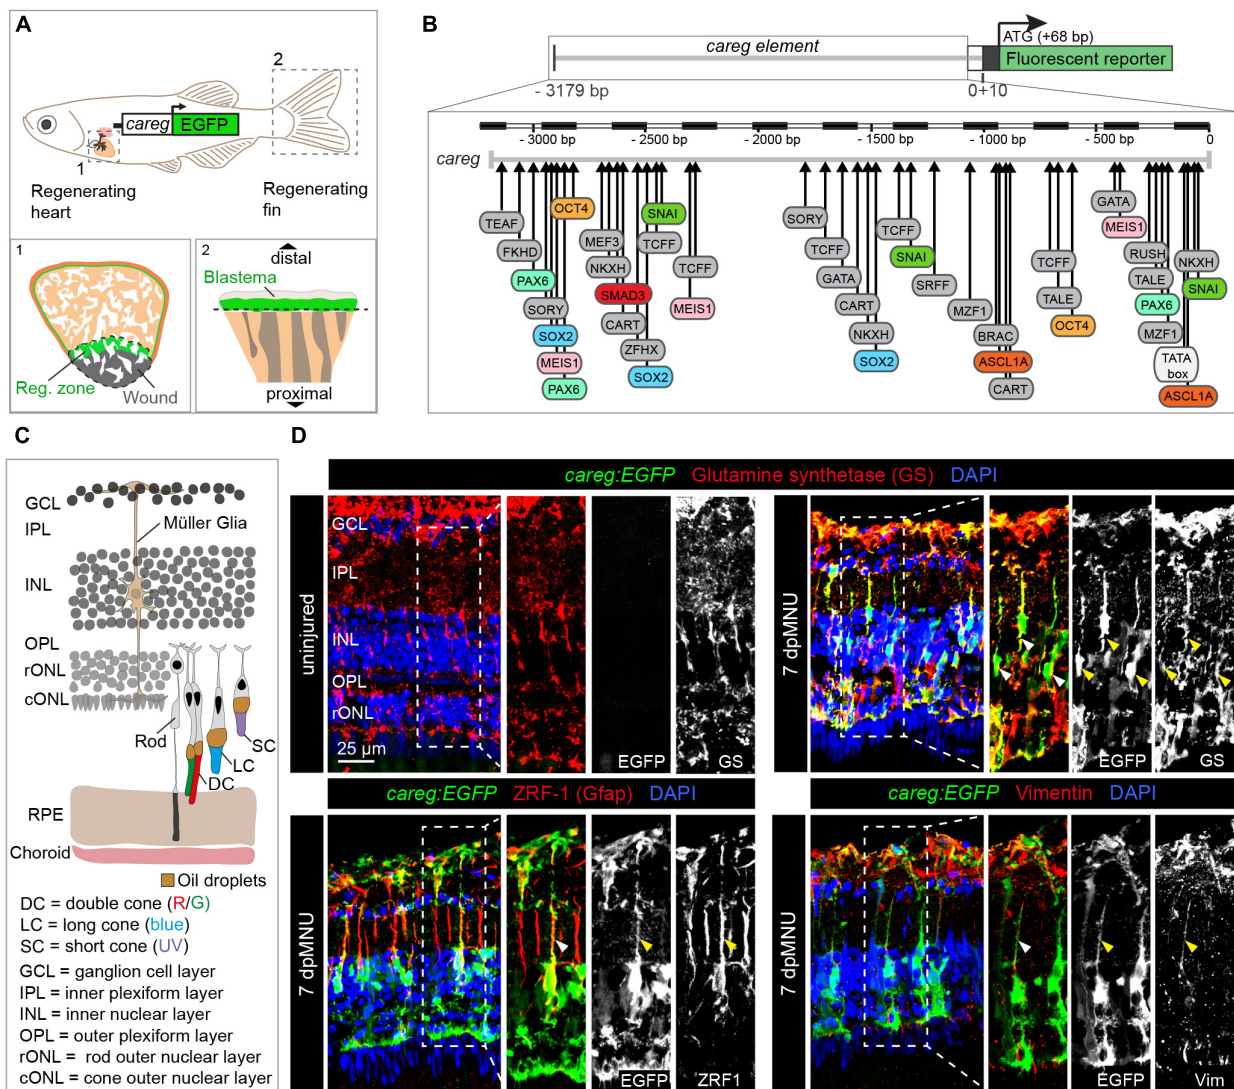 A
2
careg
EGFP
1
Regenerating
heart
Regenerating
fin
1
Reg. zone
Wound
2
distal
Blastema
proximal
B
careg element
ATG (+68 bp)
Fluorescent reporter
- 3179 bp
0+10
- 3000 bp
- 2500 bp
- 2000 bp
- 1500 bp
- 1000 bp
- 500 bp
0
careg
TEAF
FKHD
PAX6
SORY
SOX2
MEIS1
PAX6
OCT4
MEF3
NKXH
SMAD3
CART
ZFHX
SOX2
SNAI
TCFF
TCFF
MEIS1
SORY
TCFF
GATA
CART
NKXH
SOX2
TCFF
SNAI
SRFF
MZF1
BRAC
ASCL1A
CART
TCFF
TALE
OCT4
GATA
MEIS1
RUSH
TALE
PAX6
MZF1
TATA
box
ASCL1A
NKXH
SNAI
C
GCL
IPL
Müller Glia
INL
OPL
rONL
cONL
Rod
SC
LC
DC
RPE
Choroid
Oil droplets
DC = double cone (R/G)
LC = long cone (blue)
SC = short cone (UV)
GCL = ganglion cell layer
IPL = inner plexiform layer
INL = inner nuclear layer
OPL = outer plexiform layer
rONL = rod outer nuclear layer
cONL = cone outer nuclear layer
D
careg:EGFP Glutamine synthetase (GS) DAPI
uninjured
GCL
IPL
INL
OPL
rONL
25 µm
EGFP
GS
7 dpMNU
EGFP
GS
careg:EGFP ZRF-1 (Gfap) DAPI
7 dpMNU
EGFP
ZRF1
careg:EGFP Vimentin DAPI
7 dpMNU
EGFP
Vim